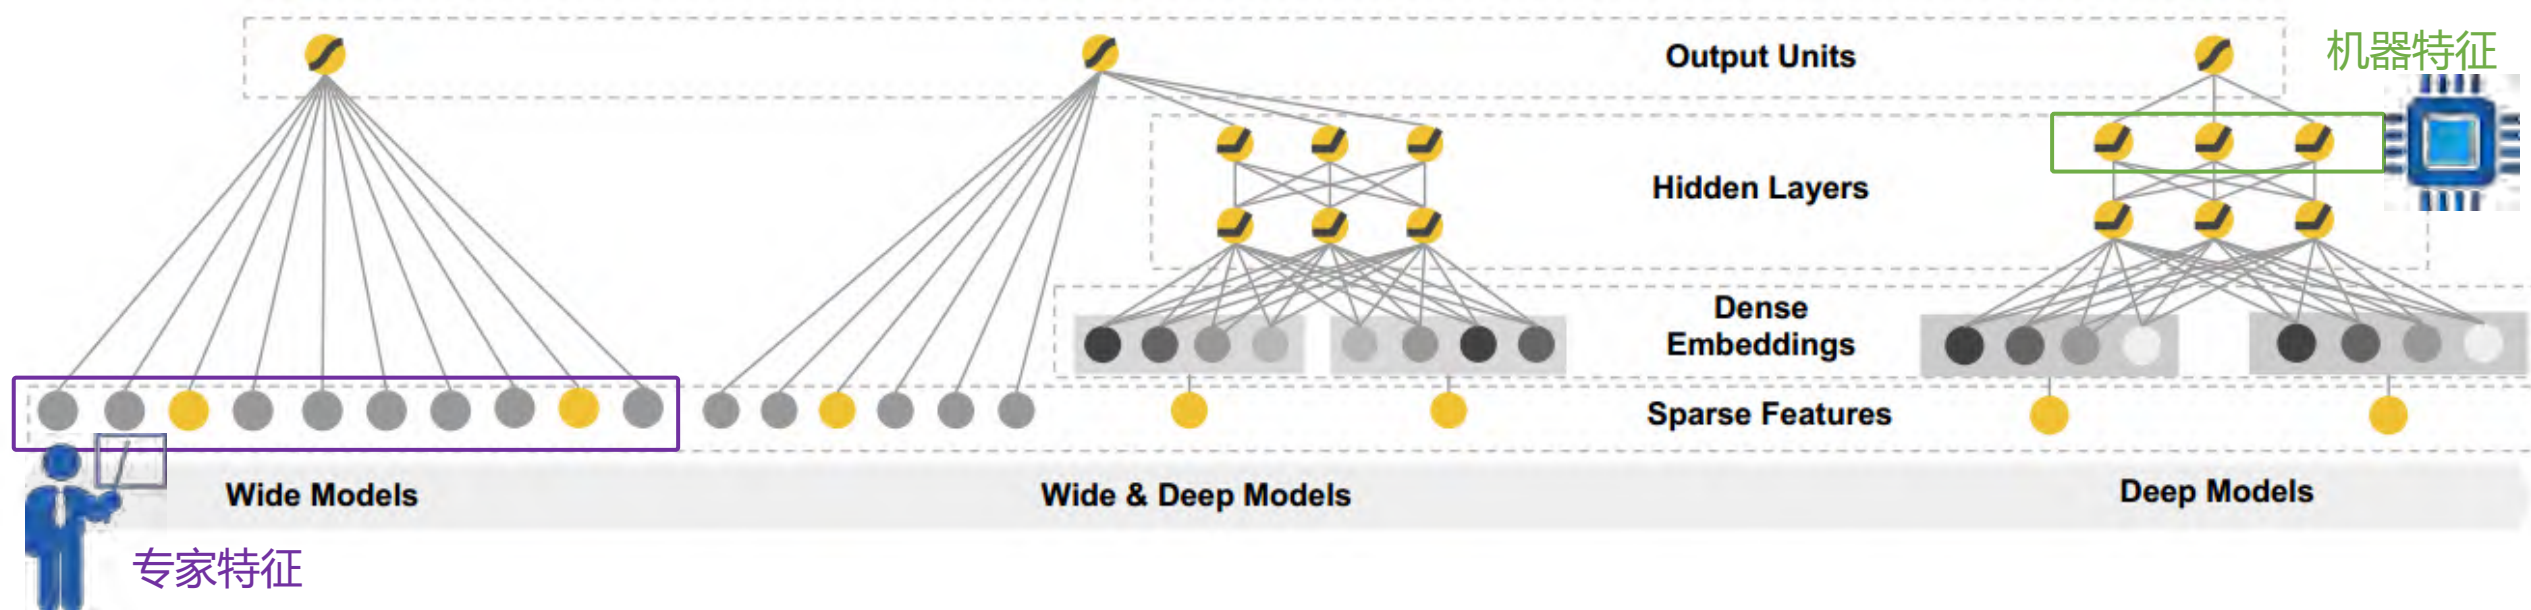 Output Units
机器特征
Hidden Layers
Dense
Embeddings
Sparse Features
Wide Models
Wide & Deep Models
Deep Models
专家特征